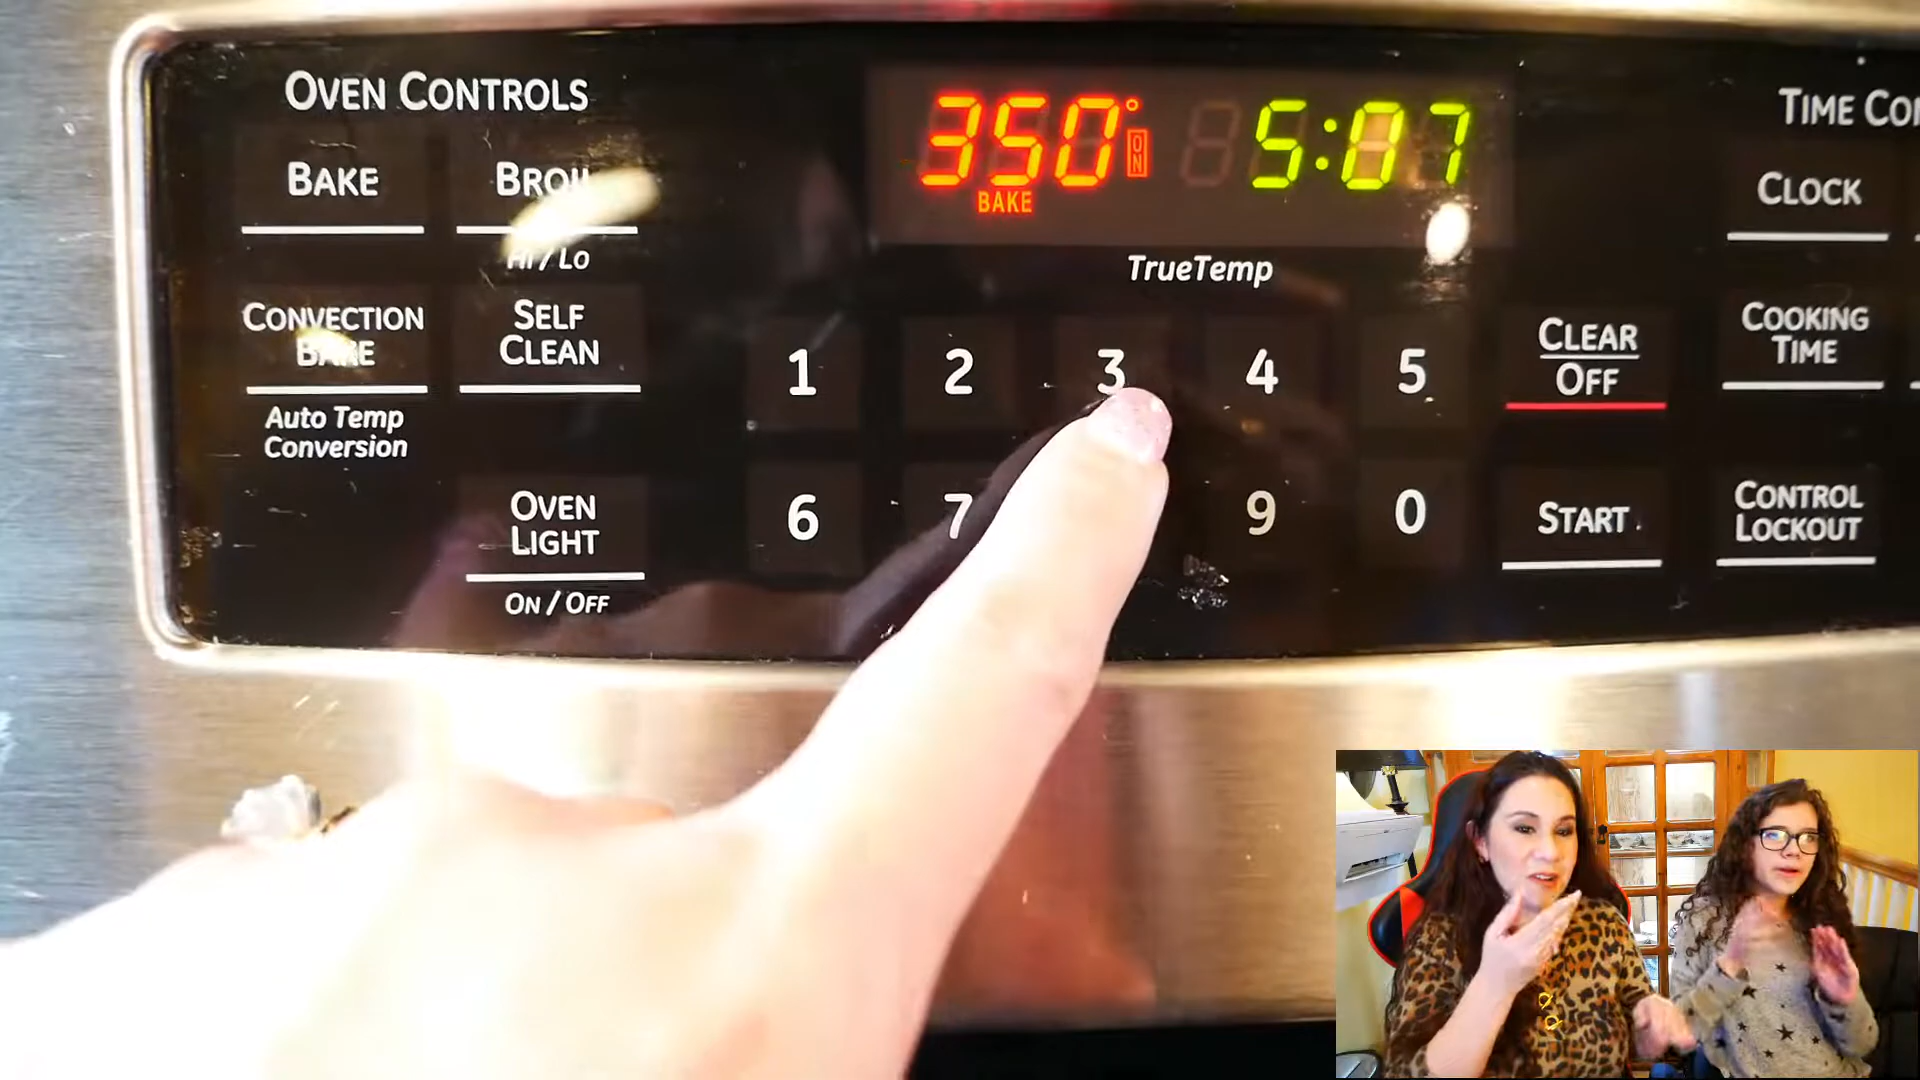 OVEN CONTROLS
BAKE
BROIL
HI / LO
CONVECTION
BAKE
Auto Temp
Conversion
SELF
CLEAN
OVEN
LIGHT
ON / OFF
350° ON
BAKE
5:07
TrueTemp
1 2 3 4 5
6 7 9 0
CLEAR
OFF
START
TIME
CLOCK
COOKING
TIME
CONTROL
LOCKOUT